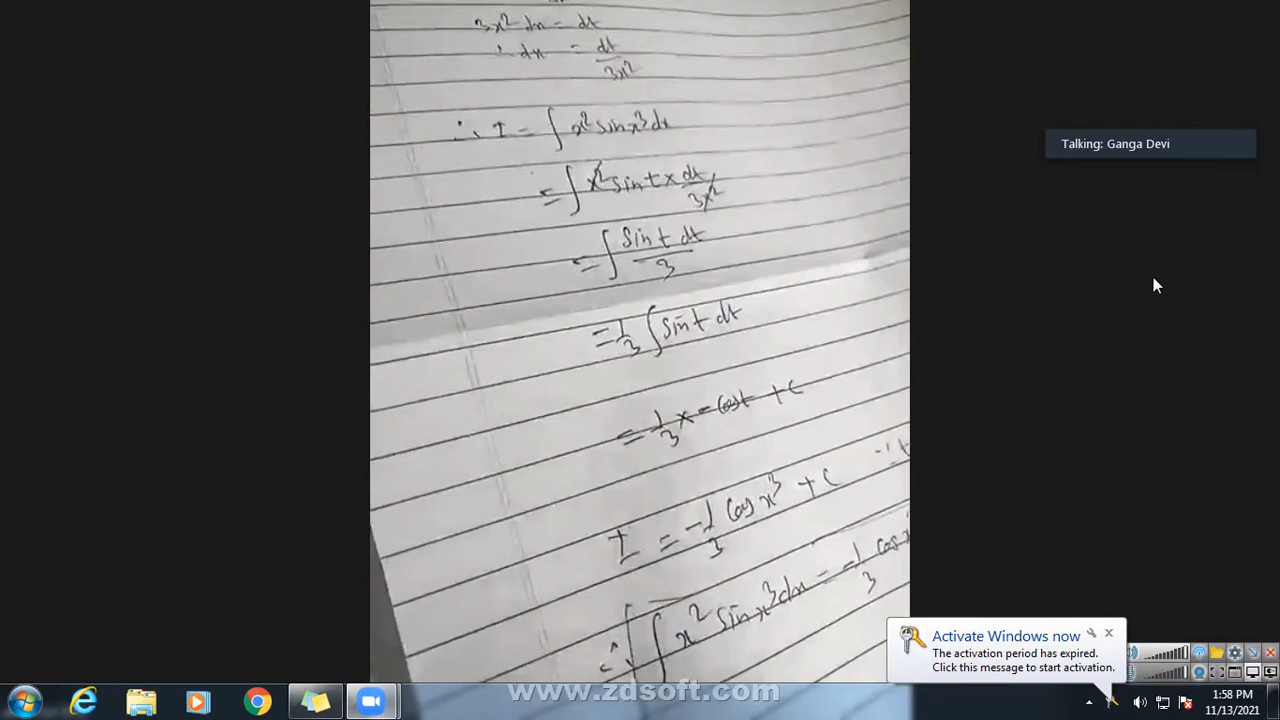 3x² dx = dt
∴ dx = dt/3x²
∴ I = ∫ x² sin x³ dx
= ∫ x² sin t x dt/3x²
= ∫ sin t dt/3
= 1/3 ∫ sin t dt
= 1/3 x - cos t + C
I = -1/3 cos x³ + C
∴ ∫ x² sin x³ dx = -1/3 cos x
Talking: Ganga Devi
Activate Windows now
The activation period has expired.
Click this message to start activation.
www.zdsoft.com
1:58 PM
11/13/2021